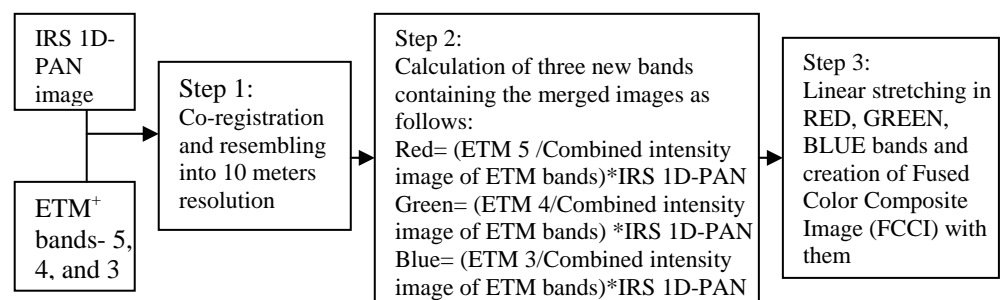 IRS 1D-
PAN
image
ETM+
bands- 5,
4, and 3
Step 1:
Co-registration
and resembling
into 10 meters
resolution
Step 2:
Calculation of three new bands
containing the merged images as
follows:
Red= (ETM 5 /Combined intensity
image of ETM bands)*IRS 1D-PAN
Green= (ETM 4/Combined intensity
image of ETM bands) *IRS 1D-PAN
Blue= (ETM 3/Combined intensity
image of ETM bands)*IRS 1D-PAN
Step 3:
Linear stretching in
RED, GREEN,
BLUE bands and
creation of Fused
Color Composite
Image (FCCI) with
them